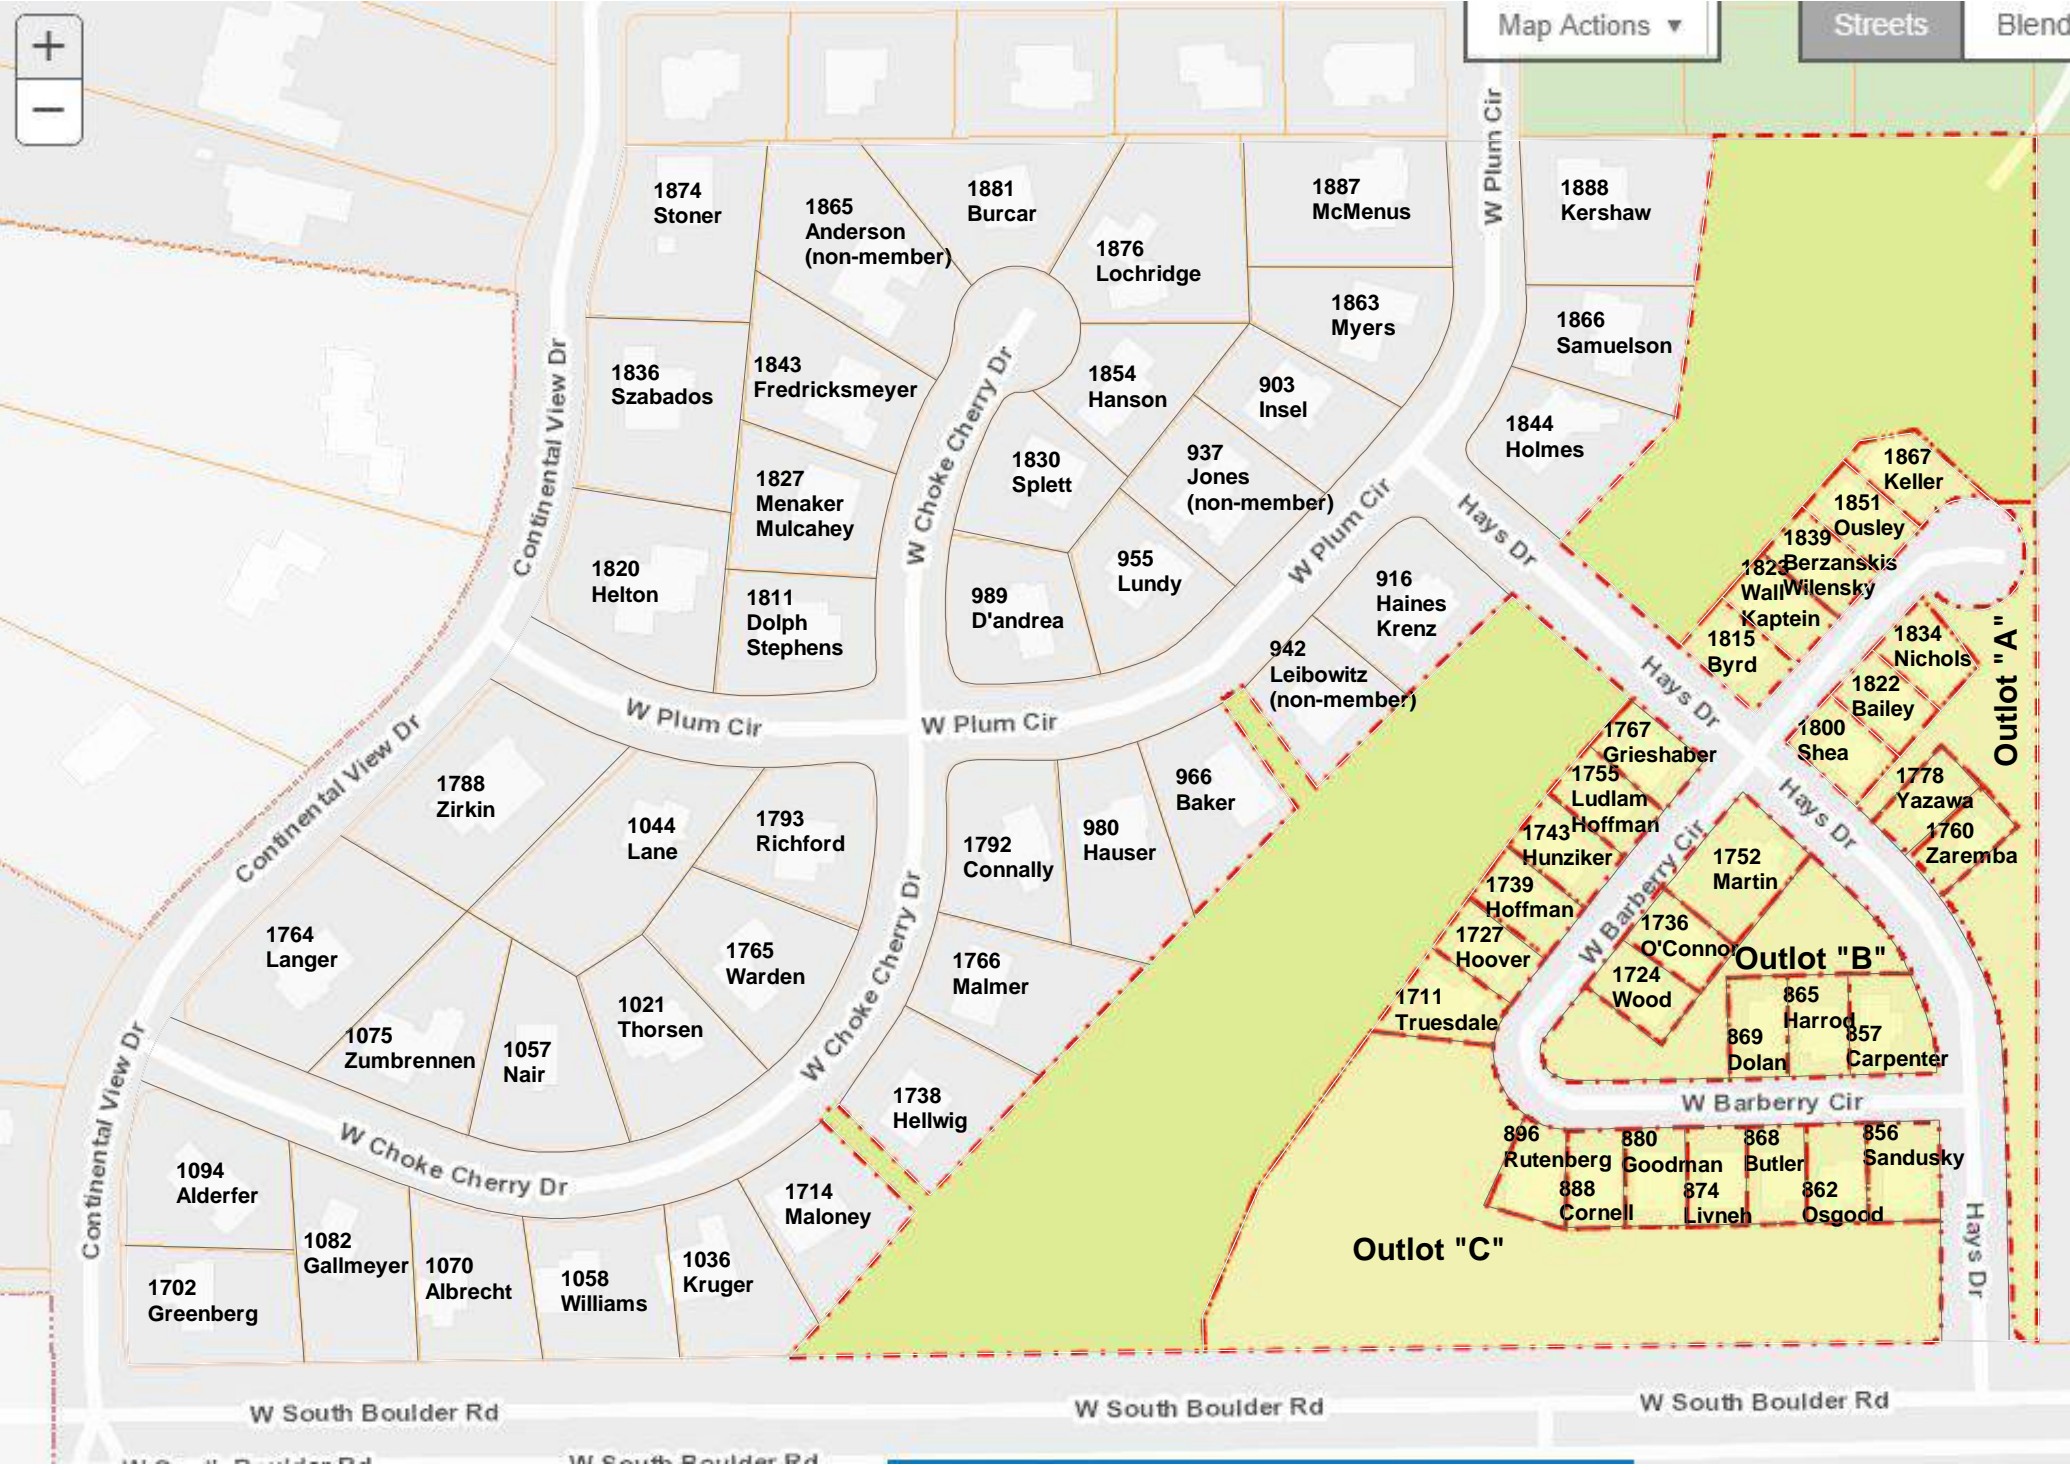 +
−
Map Actions ▼
Streets
Blend
W Plum Cir
1874
Stoner
1865
Anderson
(non-member)
1881
Burcar
1876
Lochridge
1887
McMenus
1888
Kershaw
1836
Szabados
1843
Fredricksmeyer
1863
Myers
1866
Samuelson
Continental View Dr
W Choke Cherry Dr
1854
Hanson
903
Insel
1844
Holmes
1830
Splett
937
Jones
(non-member)
1827
Menaker
Mulcahey
W Plum Cir
Hays Dr
1867
Keller
1851
Ousley
1839
Berzanskis
Wilensky
1823
Wall
Kaptein
1815
Byrd
1820
Helton
1811
Dolph
Stephens
989
D'andrea
955
Lundy
916
Haines
Krenz
942
Leibowitz
(non-member)
1834
Nichols
1822
Bailey
1800
Shea
Outlot "A"
Hays Dr
W Plum Cir
W Plum Cir
Continental View Dr
1788
Zirkin
1044
Lane
1793
Richford
1792
Connally
980
Hauser
966
Baker
1767
Grieshaber
1755
Ludlam
Hoffman
1743
Hunziker
1739
Hoffman
1727
Hoover
1711
Truesdale
Hays Dr
1778
Yazawa
1760
Zaremba
W Barberry Cir
1752
Martin
1736
O'Connor
1724
Wood
Outlot "B"
865
Harrod
869
Dolan
857
Carpenter
1764
Langer
1765
Warden
1766
Malmer
W Choke Cherry Dr
1075
Zumbrennen
1057
Nair
1021
Thorsen
1738
Hellwig
W Barberry Cir
Continental View Dr
W Choke Cherry Dr
896
Rutenberg
888
Cornell
880
Goodman
874
Livneh
868
Butler
862
Osgood
856
Sandusky
1094
Alderfer
1714
Maloney
1082
Gallmeyer
1070
Albrecht
1058
Williams
1036
Kruger
1702
Greenberg
Outlot "C"
Hays Dr
W South Boulder Rd
W South Boulder Rd
W South Boulder Rd
W South Boulder Rd
W South Boulder Rd